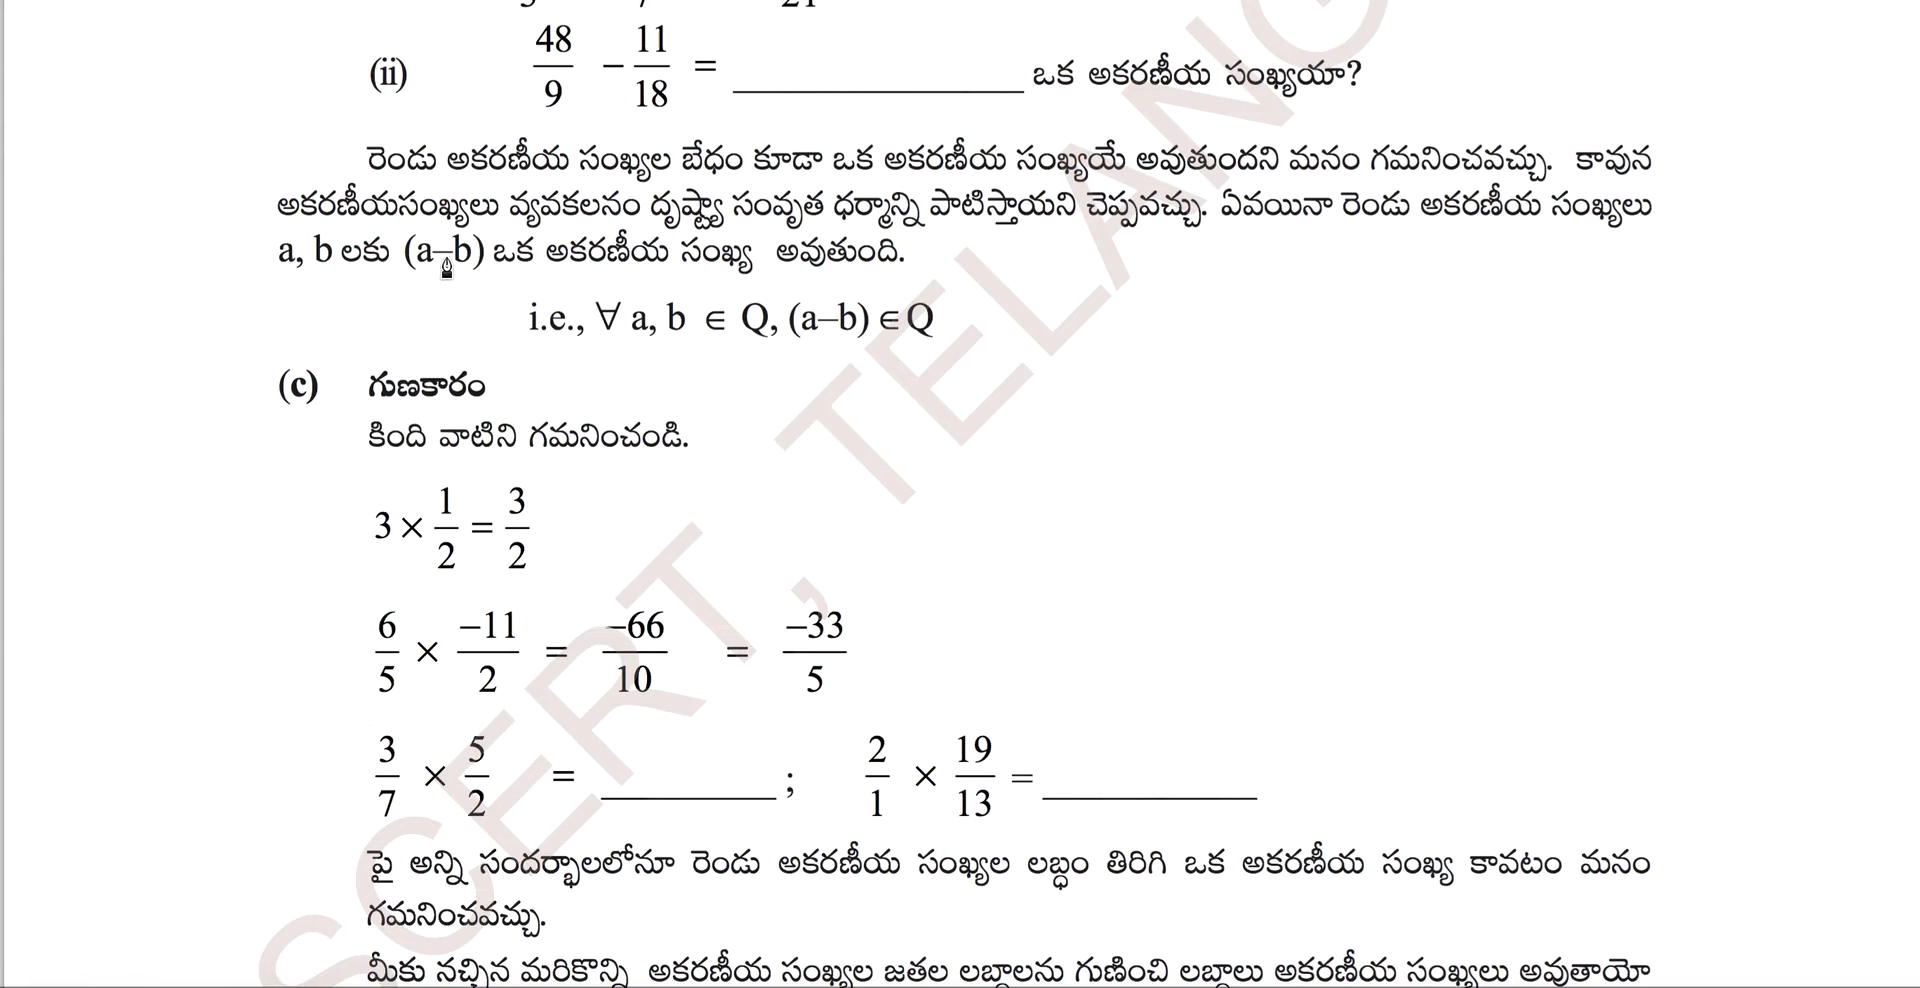 (ii) 48/9 – 11/18 = ____________ ఒక అకరణీయ సంఖ్యయా?
రెండు అకరణీయ సంఖ్యల బేధం కూడా ఒక అకరణీయ సంఖ్యయే అవుతుందని మనం గమనించవచ్చు. కావున
అకరణీయసంఖ్యలు వ్యవకలనం దృష్ట్యా సంవృత ధర్మాన్ని పాటిస్తాయని చెప్పవచ్చు. ఏవయినా రెండు అకరణీయ సంఖ్యలు
a, b లకు (a–b) ఒక అకరణీయ సంఖ్య అవుతుంది.
i.e., ∀ a, b ∈ Q, (a–b) ∈ Q
(c) గుణకారం
కింది వాటిని గమనించండి.
3 × 1/2 = 3/2
6/5 × –11/2 = –66/10 = –33/5
3/7 × 5/2 = ________ ; 2/1 × 19/13 = ________
పై అన్ని సందర్భాలలోనూ రెండు అకరణీయ సంఖ్యల లబ్ధం తిరిగి ఒక అకరణీయ సంఖ్య కావటం మనం
గమనించవచ్చు.
మీకు నచ్చిన మరికొన్ని అకరణీయ సంఖ్యల జతల లబ్దాలను గుణించి లబ్దాలు అకరణీయ సంఖ్యలు అవుతాయో
SCERT, TELANG